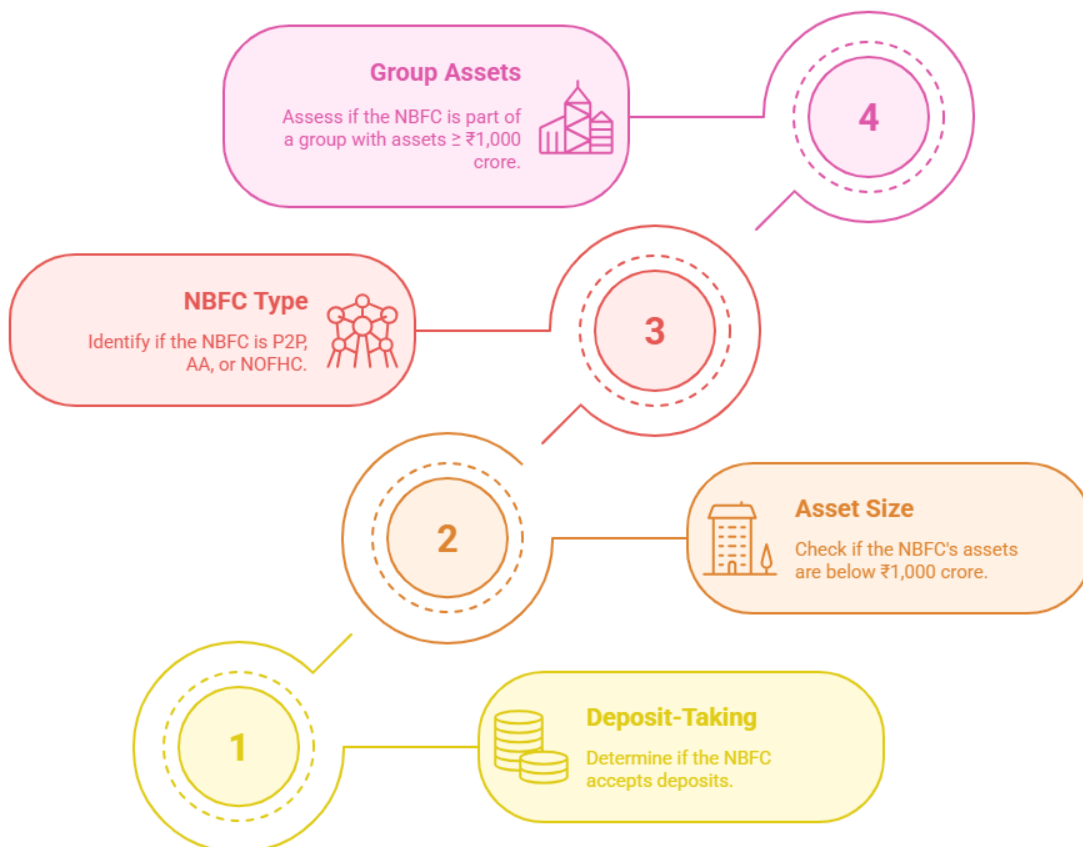 Group Assets
Assess if the NBFC is part of
a group with assets ≥ ₹1,000
crore.
4
NBFC Type
Identify if the NBFC is P2P,
AA, or NOFHC.
3
2
Asset Size
Check if the NBFC's assets
are below ₹1,000 crore.
1
Deposit-Taking
Determine if the NBFC
accepts deposits.